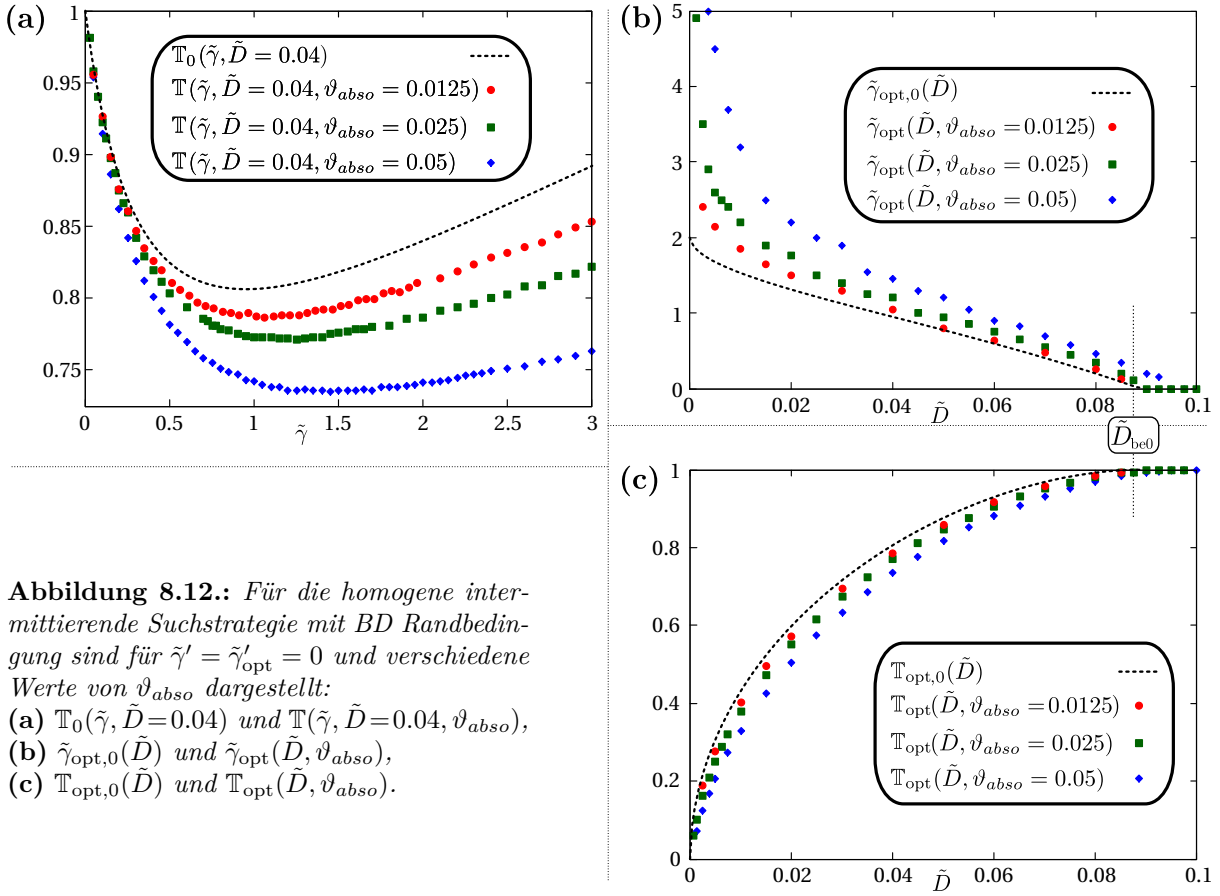 (a)
𝕋₀(γ̃, D̃ = 0.04)
𝕋(γ̃, D̃ = 0.04, ϑ_abso = 0.0125)
𝕋(γ̃, D̃ = 0.04, ϑ_abso = 0.025)
𝕋(γ̃, D̃ = 0.04, ϑ_abso = 0.05)
1
0.95
0.9
0.85
0.8
0.75
0 0.5 1 1.5 2 2.5 3
γ̃
(b)
γ̃_opt,0(D̃)
γ̃_opt(D̃, ϑ_abso = 0.0125)
γ̃_opt(D̃, ϑ_abso = 0.025)
γ̃_opt(D̃, ϑ_abso = 0.05)
5
4
3
2
1
0
0 0.02 0.04 0.06 0.08 0.1
D̃
D̃_be0
(c)
1
0.8
0.6
0.4
0.2
0
𝕋_opt,0(D̃)
𝕋_opt(D̃, ϑ_abso = 0.0125)
𝕋_opt(D̃, ϑ_abso = 0.025)
𝕋_opt(D̃, ϑ_abso = 0.05)
0 0.02 0.04 0.06 0.08 0.1
D̃
Abbildung 8.12.: Für die homogene inter-
mittierende Suchstrategie mit BD Randbedin-
gung sind für γ̃′ = γ̃′_opt = 0 und verschiedene
Werte von ϑ_abso dargestellt:
(a) 𝕋₀(γ̃, D̃=0.04) und 𝕋(γ̃, D̃=0.04, ϑ_abso),
(b) γ̃_opt,0(D̃) und γ̃_opt(D̃, ϑ_abso),
(c) 𝕋_opt,0(D̃) und 𝕋_opt(D̃, ϑ_abso).